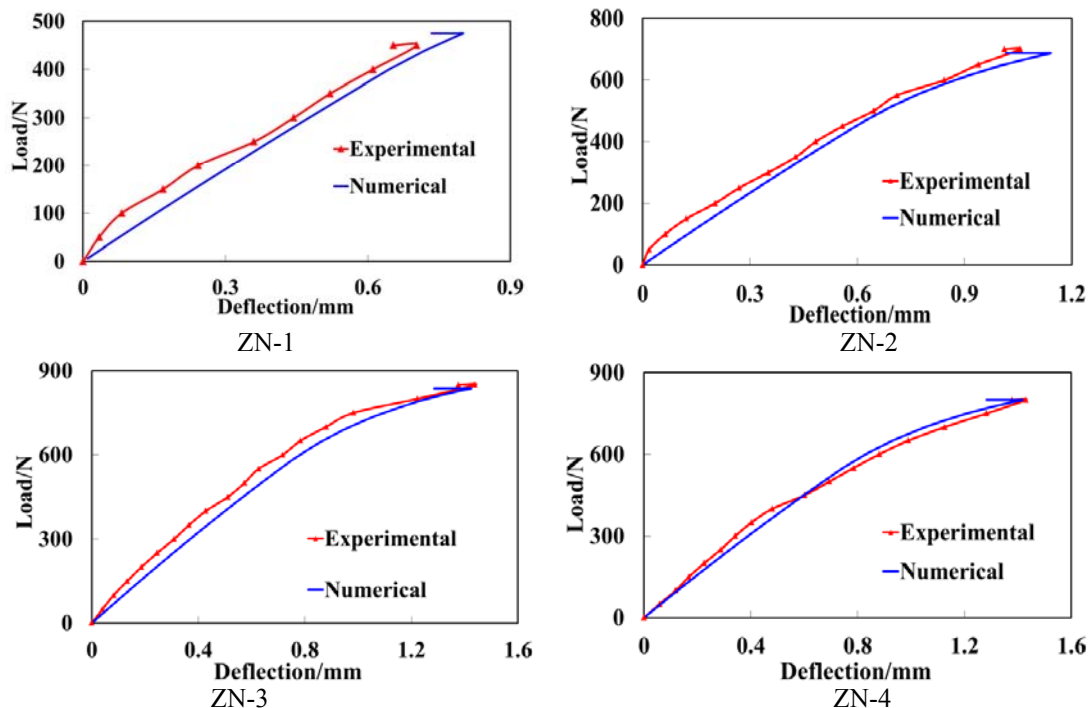 500
400
300
200
100
0
Load/N
Experimental
Numerical
0
0.3
0.6
0.9
Deflection/mm
ZN-1
800
600
400
200
0
Load/N
Experimental
Numerical
0
0.3
0.6
0.9
1.2
Deflection/mm
ZN-2
900
600
300
0
Load/N
Experimental
Numerical
0
0.4
0.8
1.2
1.6
Deflection/mm
ZN-3
900
600
300
0
Load/N
Experimental
Numerical
0
0.4
0.8
1.2
1.6
Deflection/mm
ZN-4